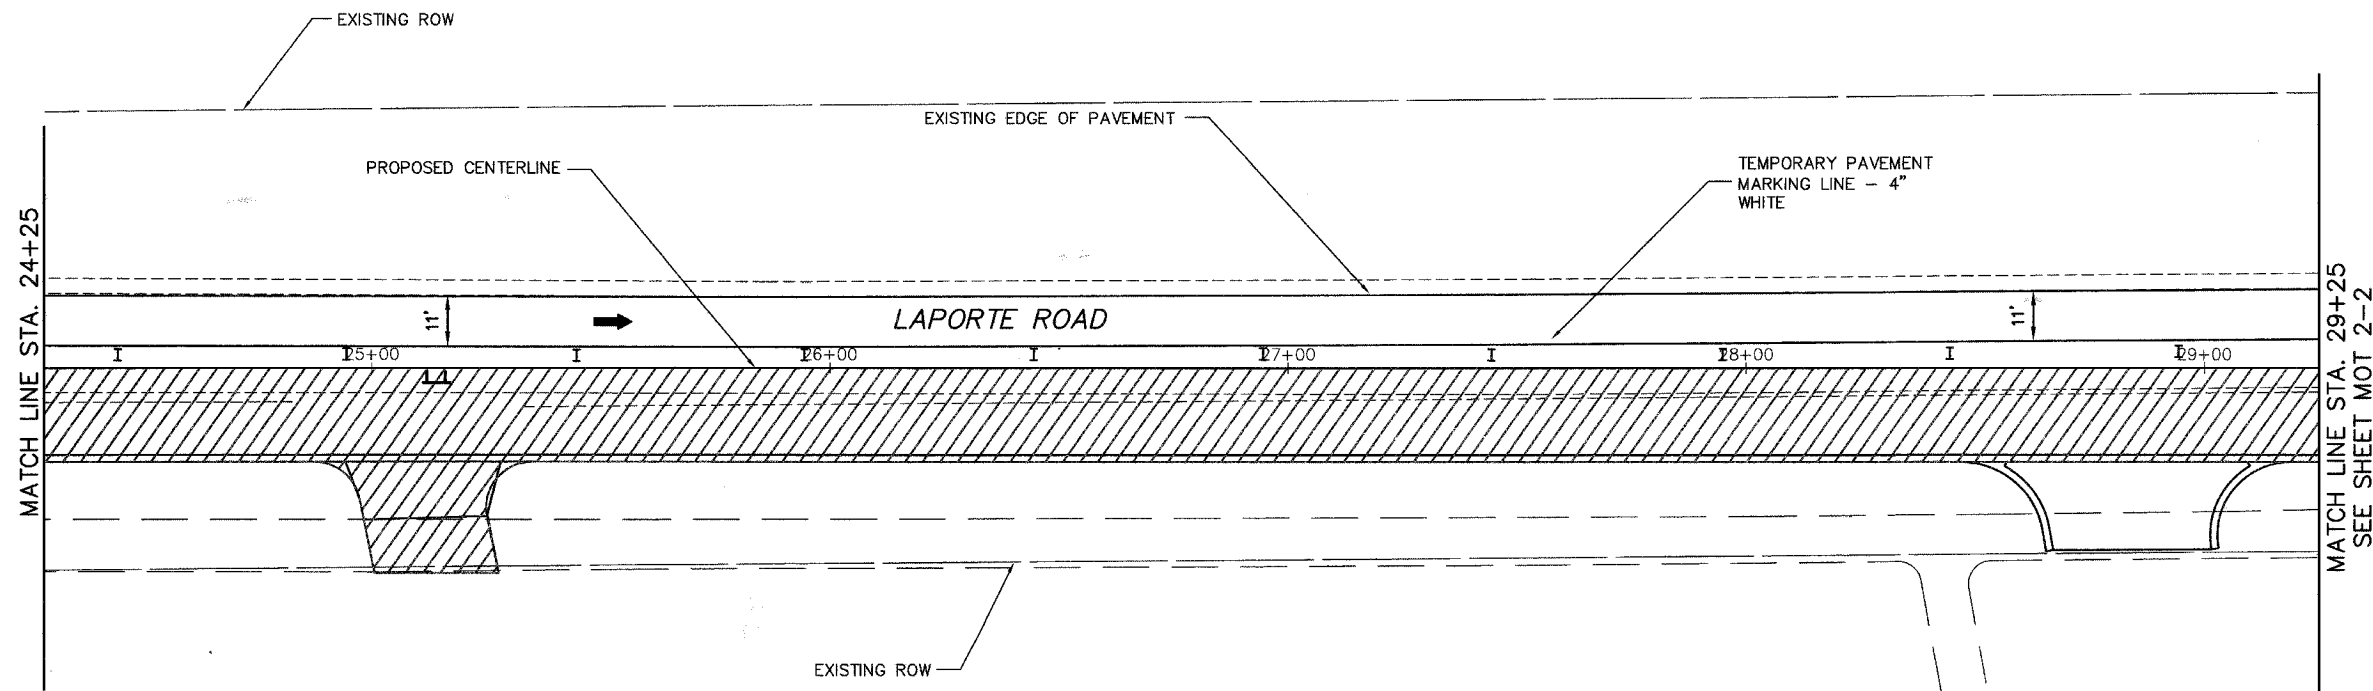 EXISTING ROW
EXISTING EDGE OF PAVEMENT
PROPOSED CENTERLINE
TEMPORARY PAVEMENT
MARKING LINE – 4"
WHITE
MATCH LINE STA. 24+25
11'
LAPORTE ROAD
11'
25+00
26+00
27+00
28+00
29+00
MATCH LINE STA. 29+25
SEE SHEET MOT 2-2
EXISTING ROW